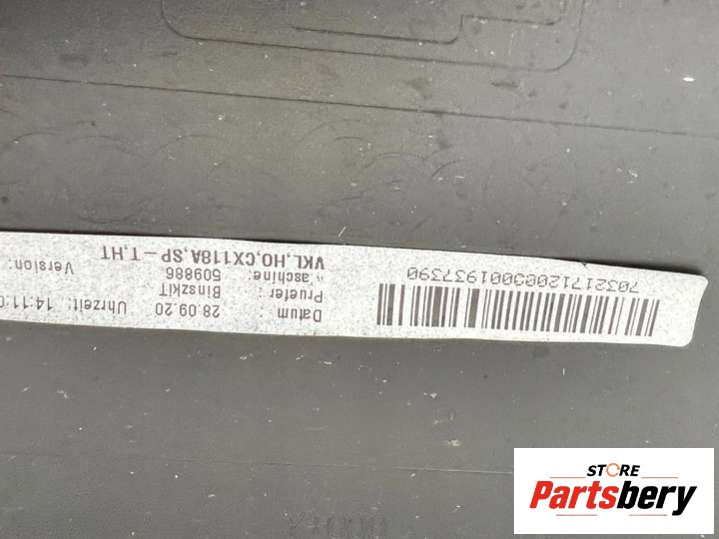 Datum : 28.09.20 Uhrzeit: 14:11:0
Pruefer : BinszkiT
aschine: 509886 Version:
VKL,HO,CX118A,SP-T,HT
STORE
Partsbery